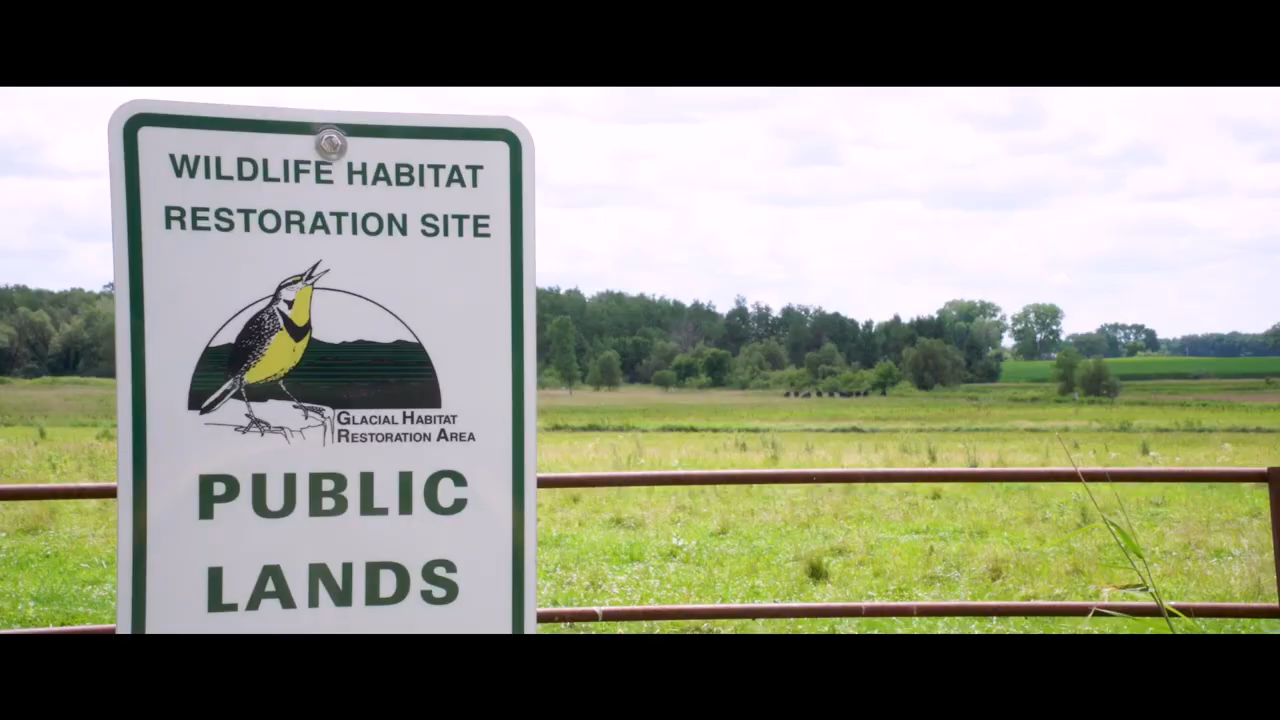 WILDLIFE HABITAT
RESTORATION SITE
GLACIAL HABITAT
RESTORATION AREA
PUBLIC
LANDS